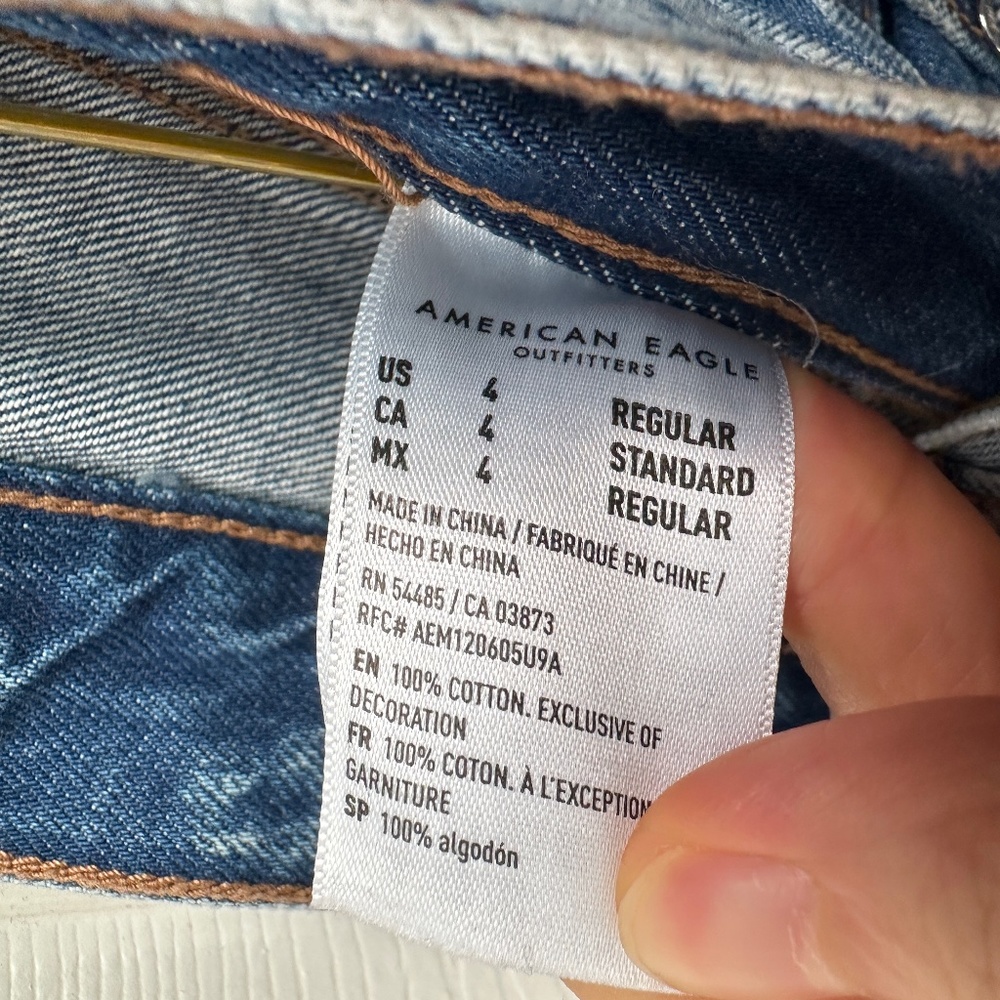 AMERICAN EAGLE
OUTFITTERS
US 4 REGULAR
CA 4 STANDARD
MX 4 REGULAR
MADE IN CHINA / FABRIQUÉ EN CHINE /
HECHO EN CHINA
RN 54485 / CA 03873
RFC# AEM120605U9A
EN 100% COTTON. EXCLUSIVE OF
DECORATION
FR 100% COTON. À L'EXCEPTION
GARNITURE
SP 100% algodón